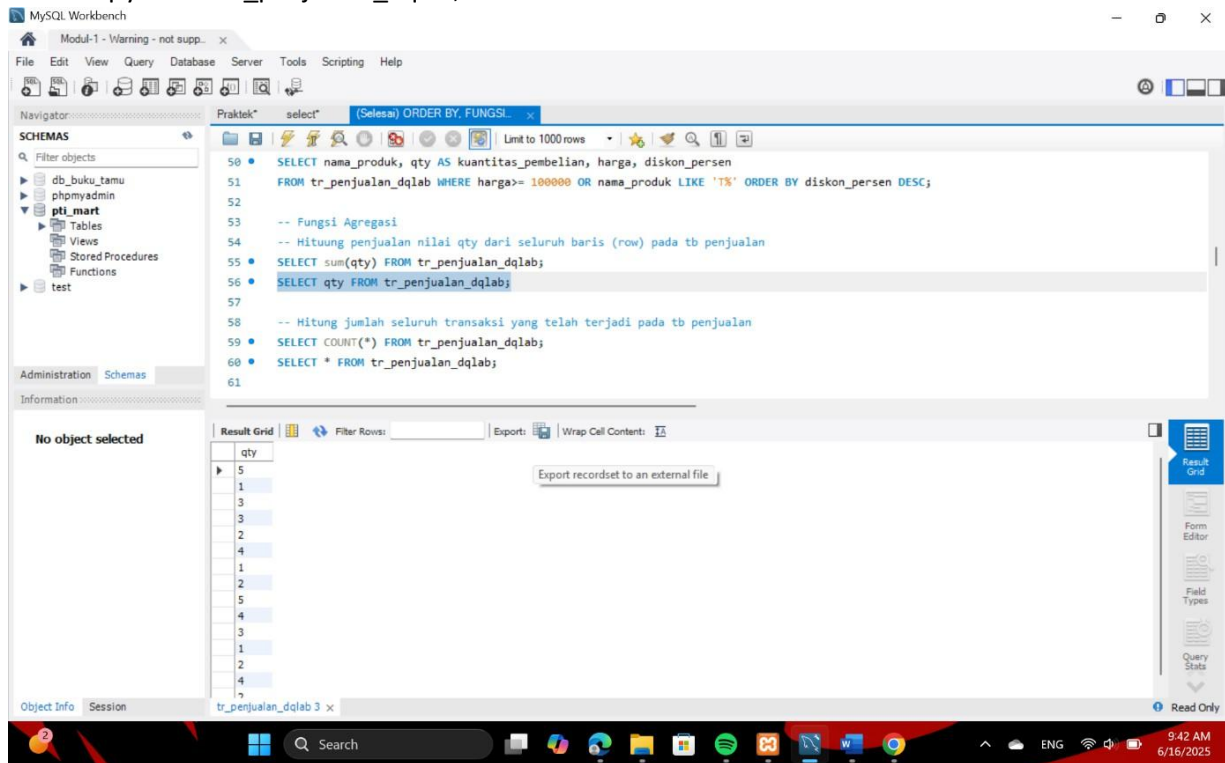 MySQL Workbench
Modul-1 - Warning - not supp...
File Edit View Query Database Server Tools Scripting Help
Navigator
Praktek* select* (Selesai) ORDER BY, FUNGSI...
SCHEMAS
Limit to 1000 rows
Filter objects
db_buku_tamu
phpmyadmin
pti_mart
Tables
Views
Stored Procedures
Functions
test
50 SELECT nama_produk, qty AS kuantitas_pembelian, harga, diskon_persen
51 FROM tr_penjualan_dqlab WHERE harga>= 100000 OR nama_produk LIKE 'T%' ORDER BY diskon_persen DESC;
52
53 -- Fungsi Agregasi
54 -- Hituung penjualan nilai qty dari seluruh baris (row) pada tb penjualan
55 SELECT sum(qty) FROM tr_penjualan_dqlab;
56 SELECT qty FROM tr_penjualan_dqlab;
57
58 -- Hitung jumlah seluruh transaksi yang telah terjadi pada tb penjualan
59 SELECT COUNT(*) FROM tr_penjualan_dqlab;
60 SELECT * FROM tr_penjualan_dqlab;
61
Administration Schemas
Information
No object selected
Result Grid Filter Rows: Export: Wrap Cell Content:
qty
5
1
3
3
2
4
1
2
5
4
3
1
2
4
Export recordset to an external file
Result Grid
Form Editor
Field Types
Query Stats
Object Info Session
tr_penjualan_dqlab 3
Read Only
2
Search
ENG
9:42 AM
6/16/2025